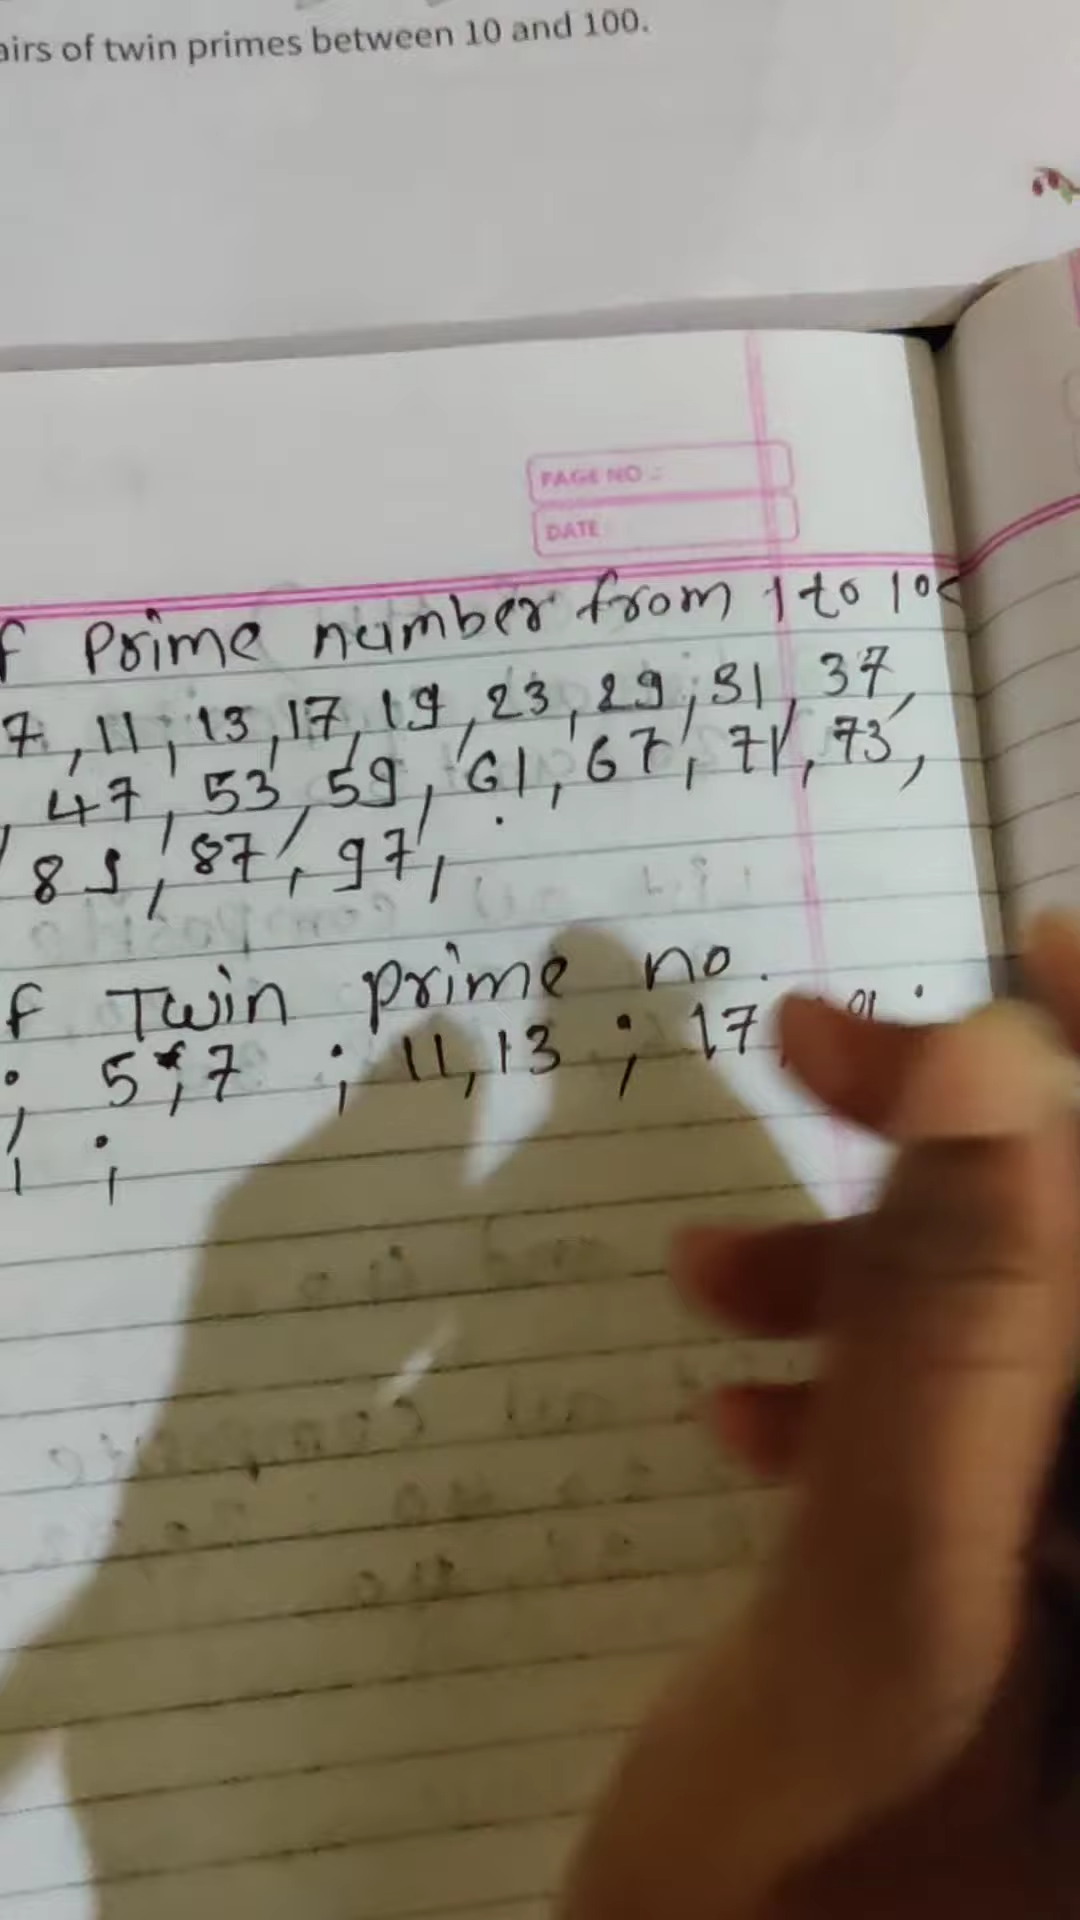 airs of twin primes between 10 and 100.
PAGE NO.:
DATE
f Prime number from 1 to 10
7, 11, 13, 17, 19, 23, 29, 31, 37,
, 47, 53, 59, 61, 67, 71, 73,
, 87, 97,
f Twin prime no.
; 5,7 ; 11, 13 ; 17,
1 ;